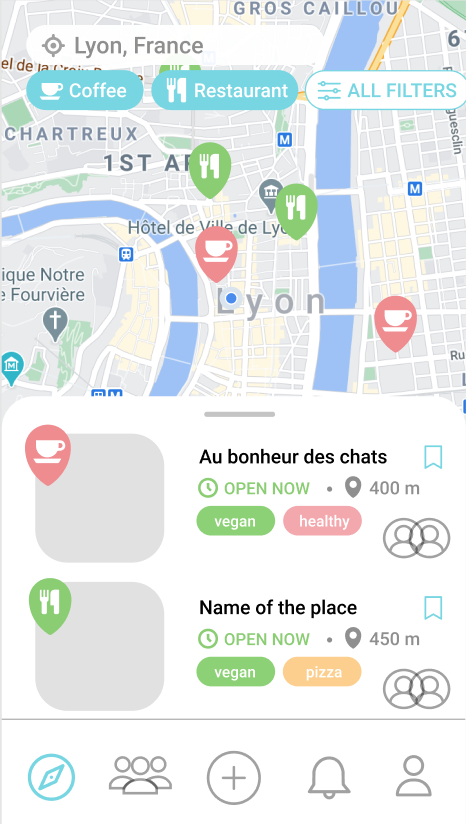 GROS CAILLOU
Lyon, France
6
el de la Croix-Rousse
Coffee
Restaurant
ALL FILTERS
CHARTREUX
1ST AR
M
M
Hôtel de Ville de Lyo
ique Notre
e Fourvière
Lyon
Ru
Au bonheur des chats
OPEN NOW • 400 m
vegan
healthy
Name of the place
OPEN NOW • 450 m
vegan
pizza